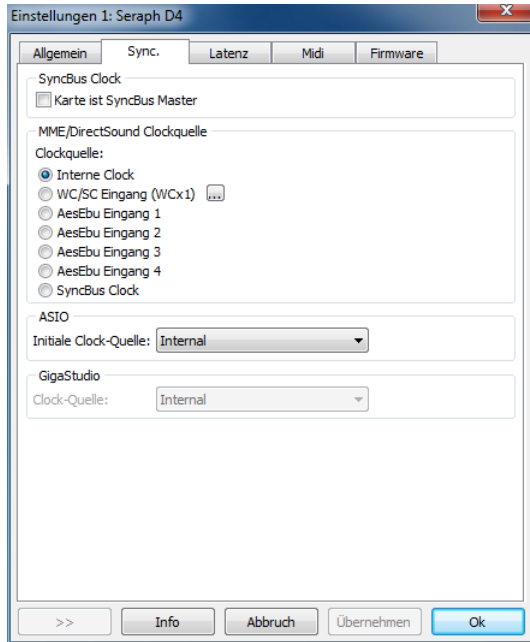 Einstellungen 1: Seraph D4
Allgemein Sync. Latenz Midi Firmware
SyncBus Clock
Karte ist SyncBus Master
MME/DirectSound Clockquelle
Clockquelle:
Interne Clock
WC/SC Eingang (WCx1) ...
AesEbu Eingang 1
AesEbu Eingang 2
AesEbu Eingang 3
AesEbu Eingang 4
SyncBus Clock
ASIO
Initiale Clock-Quelle: Internal
GigaStudio
Clock-Quelle: Internal
>> Info Abbruch Übernehmen Ok